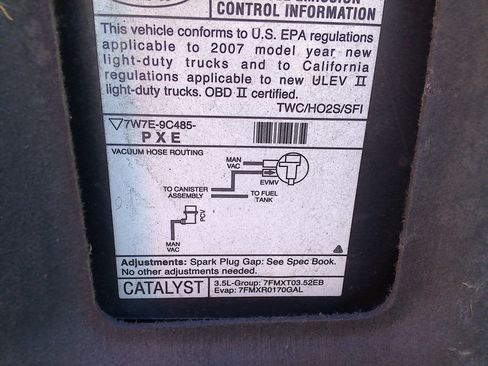 CONTROL INFORMATION
This vehicle conforms to U.S. EPA regulations
applicable to 2007 model year new
light-duty trucks and to California
regulations applicable to new ULEV II
light-duty trucks. OBD II certified.
TWC/HO2S/SFI
▽7W7E-9C485-
PXE
VACUUM HOSE ROUTING
MAN
VAC
EVMV
TO CANISTER
ASSEMBLY
TO FUEL
TANK
PCV
MAN
VAC
Adjustments: Spark Plug Gap: See Spec Book.
No other adjustments needed.
CATALYST
3.5L-Group: 7FMXT03.52EB
Evap: 7FMXR0170GAL